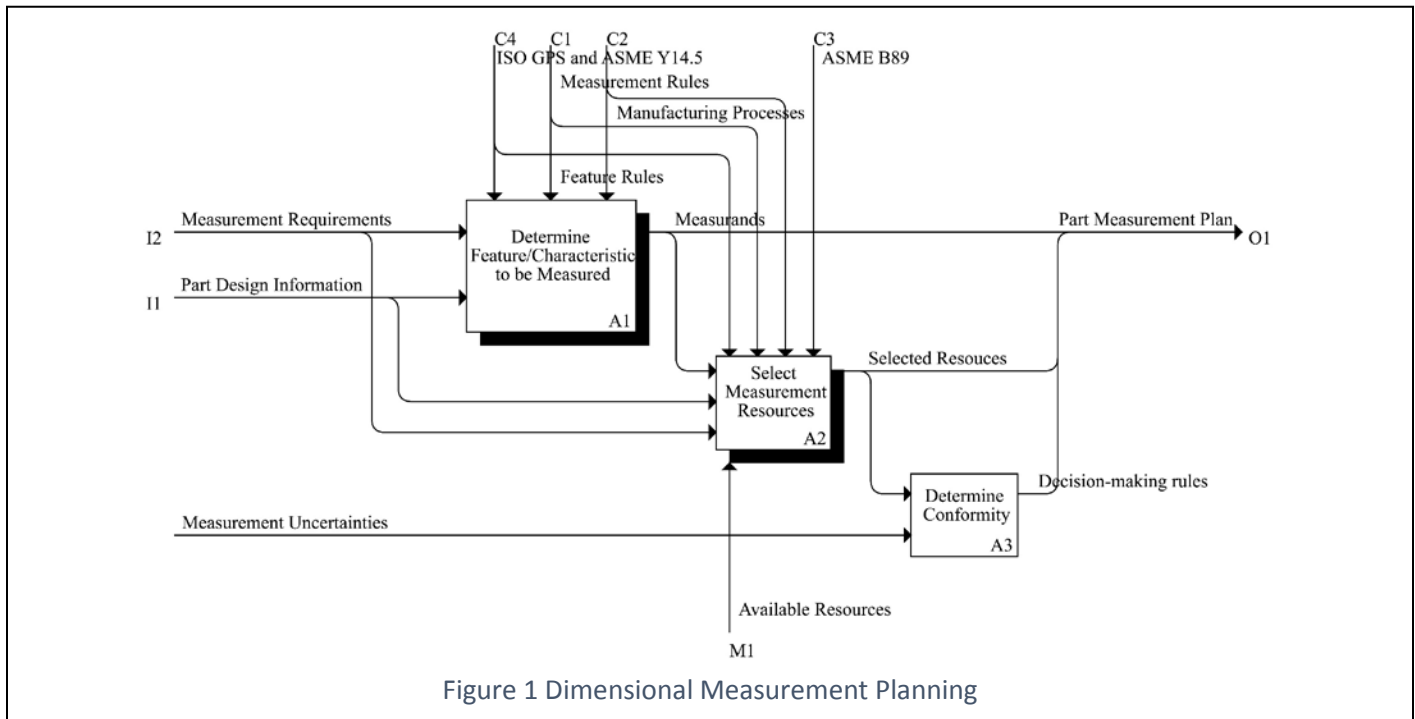 C4
C1
C2
C3
ISO GPS and ASME Y14.5
ASME B89
Measurement Rules
Manufacturing Processes
Feature Rules
Measurement Requirements
I2
Part Design Information
I1
Determine
Feature/Characteristic
to be Measured
A1
Measurands
Part Measurement Plan
O1
Select
Measurement
Resources
A2
Selected Resouces
Decision-making rules
Determine
Conformity
A3
Measurement Uncertainties
Available Resources
M1
Figure 1 Dimensional Measurement Planning